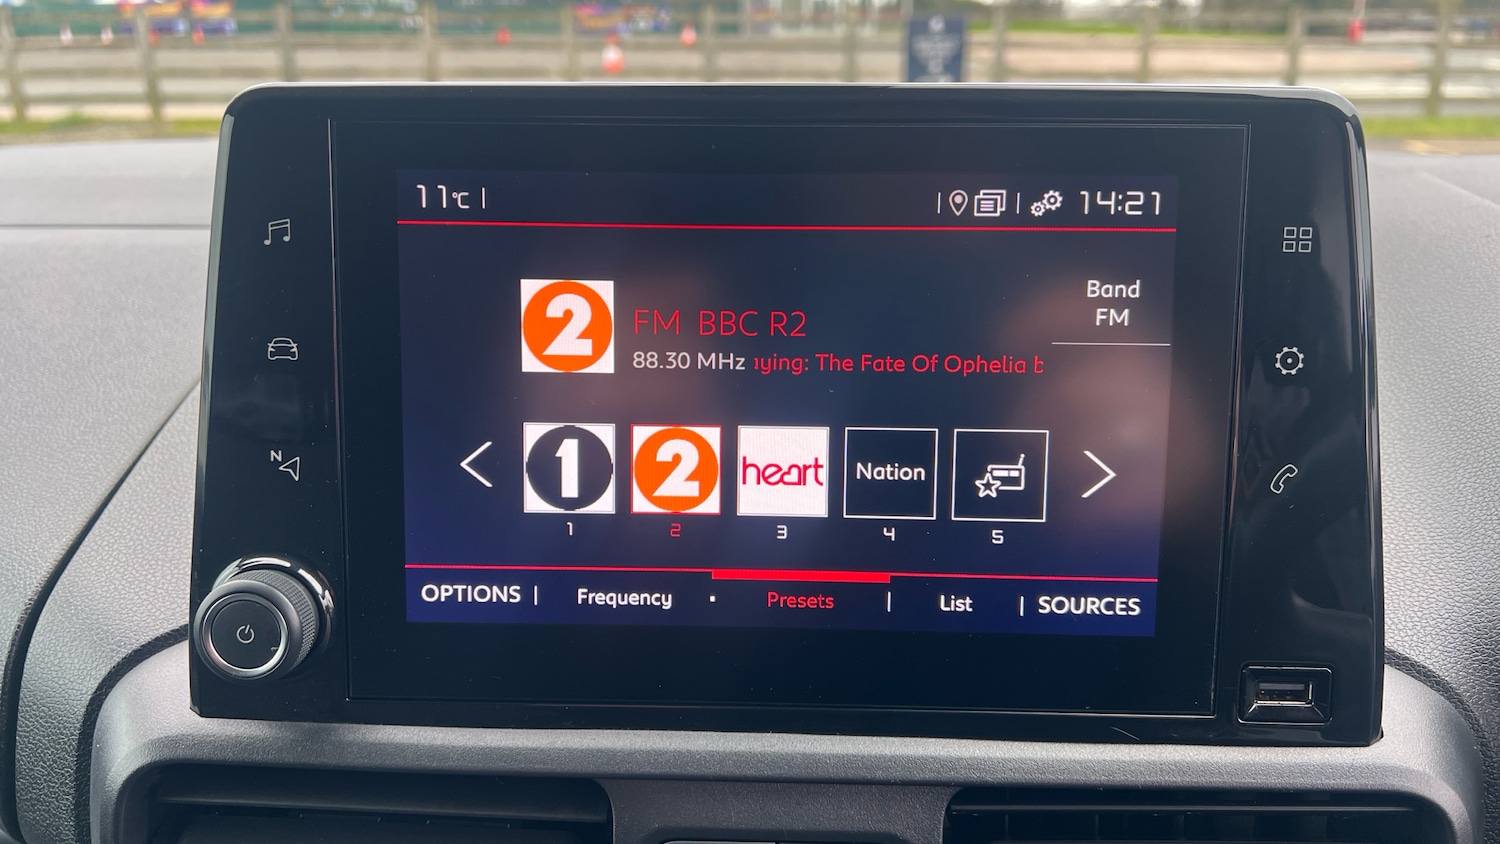 11°C |
| | 14:21
Band
FM
2
FM BBC R2
88.30 MHz ıying: The Fate Of Ophelia b
1 2 heart Nation
1 2 3 4 5
OPTIONS | Frequency · Presets | List | SOURCES
N